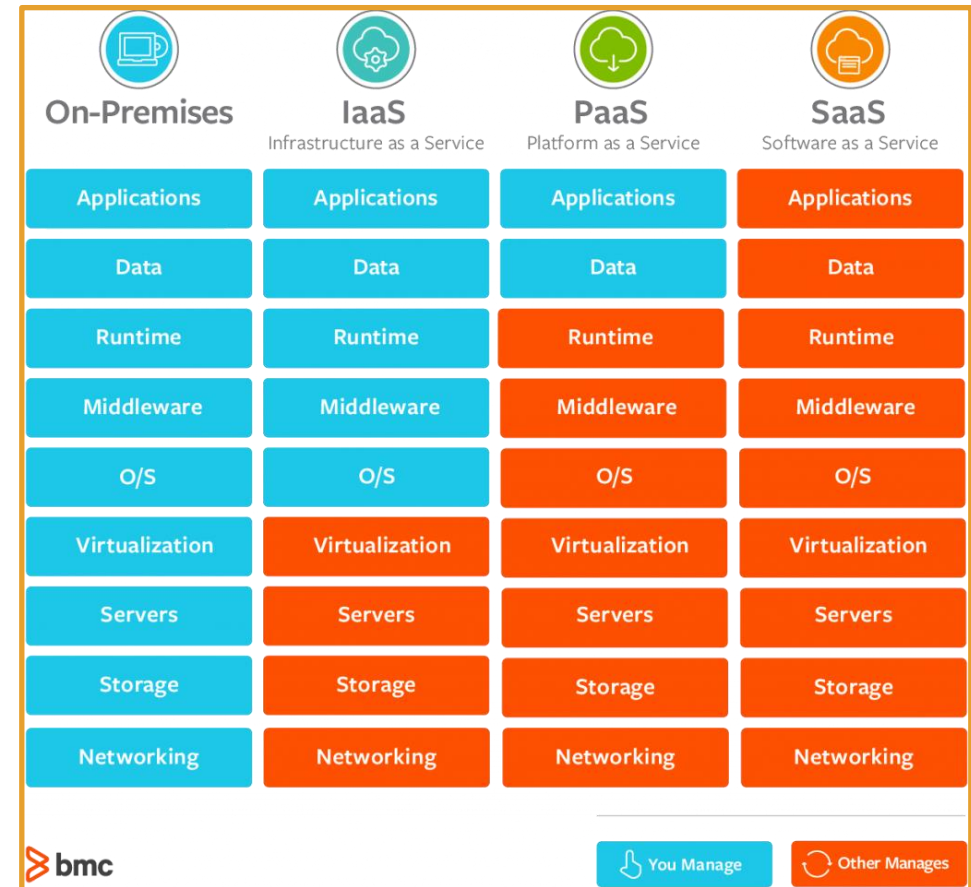 On-Premises
IaaS
Infrastructure as a Service
PaaS
Platform as a Service
SaaS
Software as a Service
Applications Applications Applications Applications
Data Data Data Data
Runtime Runtime Runtime Runtime
Middleware Middleware Middleware Middleware
O/S O/S O/S O/S
Virtualization Virtualization Virtualization Virtualization
Servers Servers Servers Servers
Storage Storage Storage Storage
Networking Networking Networking Networking
bmc
You Manage
Other Manages